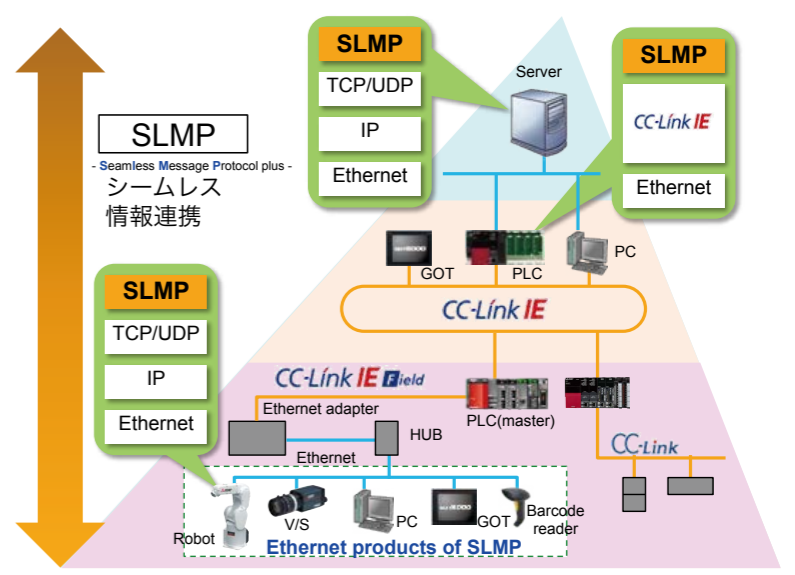 SLMP
TCP/UDP
IP
Ethernet
Server
SLMP
CC-Link IE
Ethernet
SLMP
- Seamless Message Protocol plus -
シームレス
情報連携
GOT
PLC
PC
CC-Link IE
SLMP
TCP/UDP
IP
Ethernet
CC-Link IE Field
Ethernet adapter
PLC(master)
HUB
Ethernet
CC-Link
Robot
V/S
PC
GOT
Barcode
reader
Ethernet products of SLMP